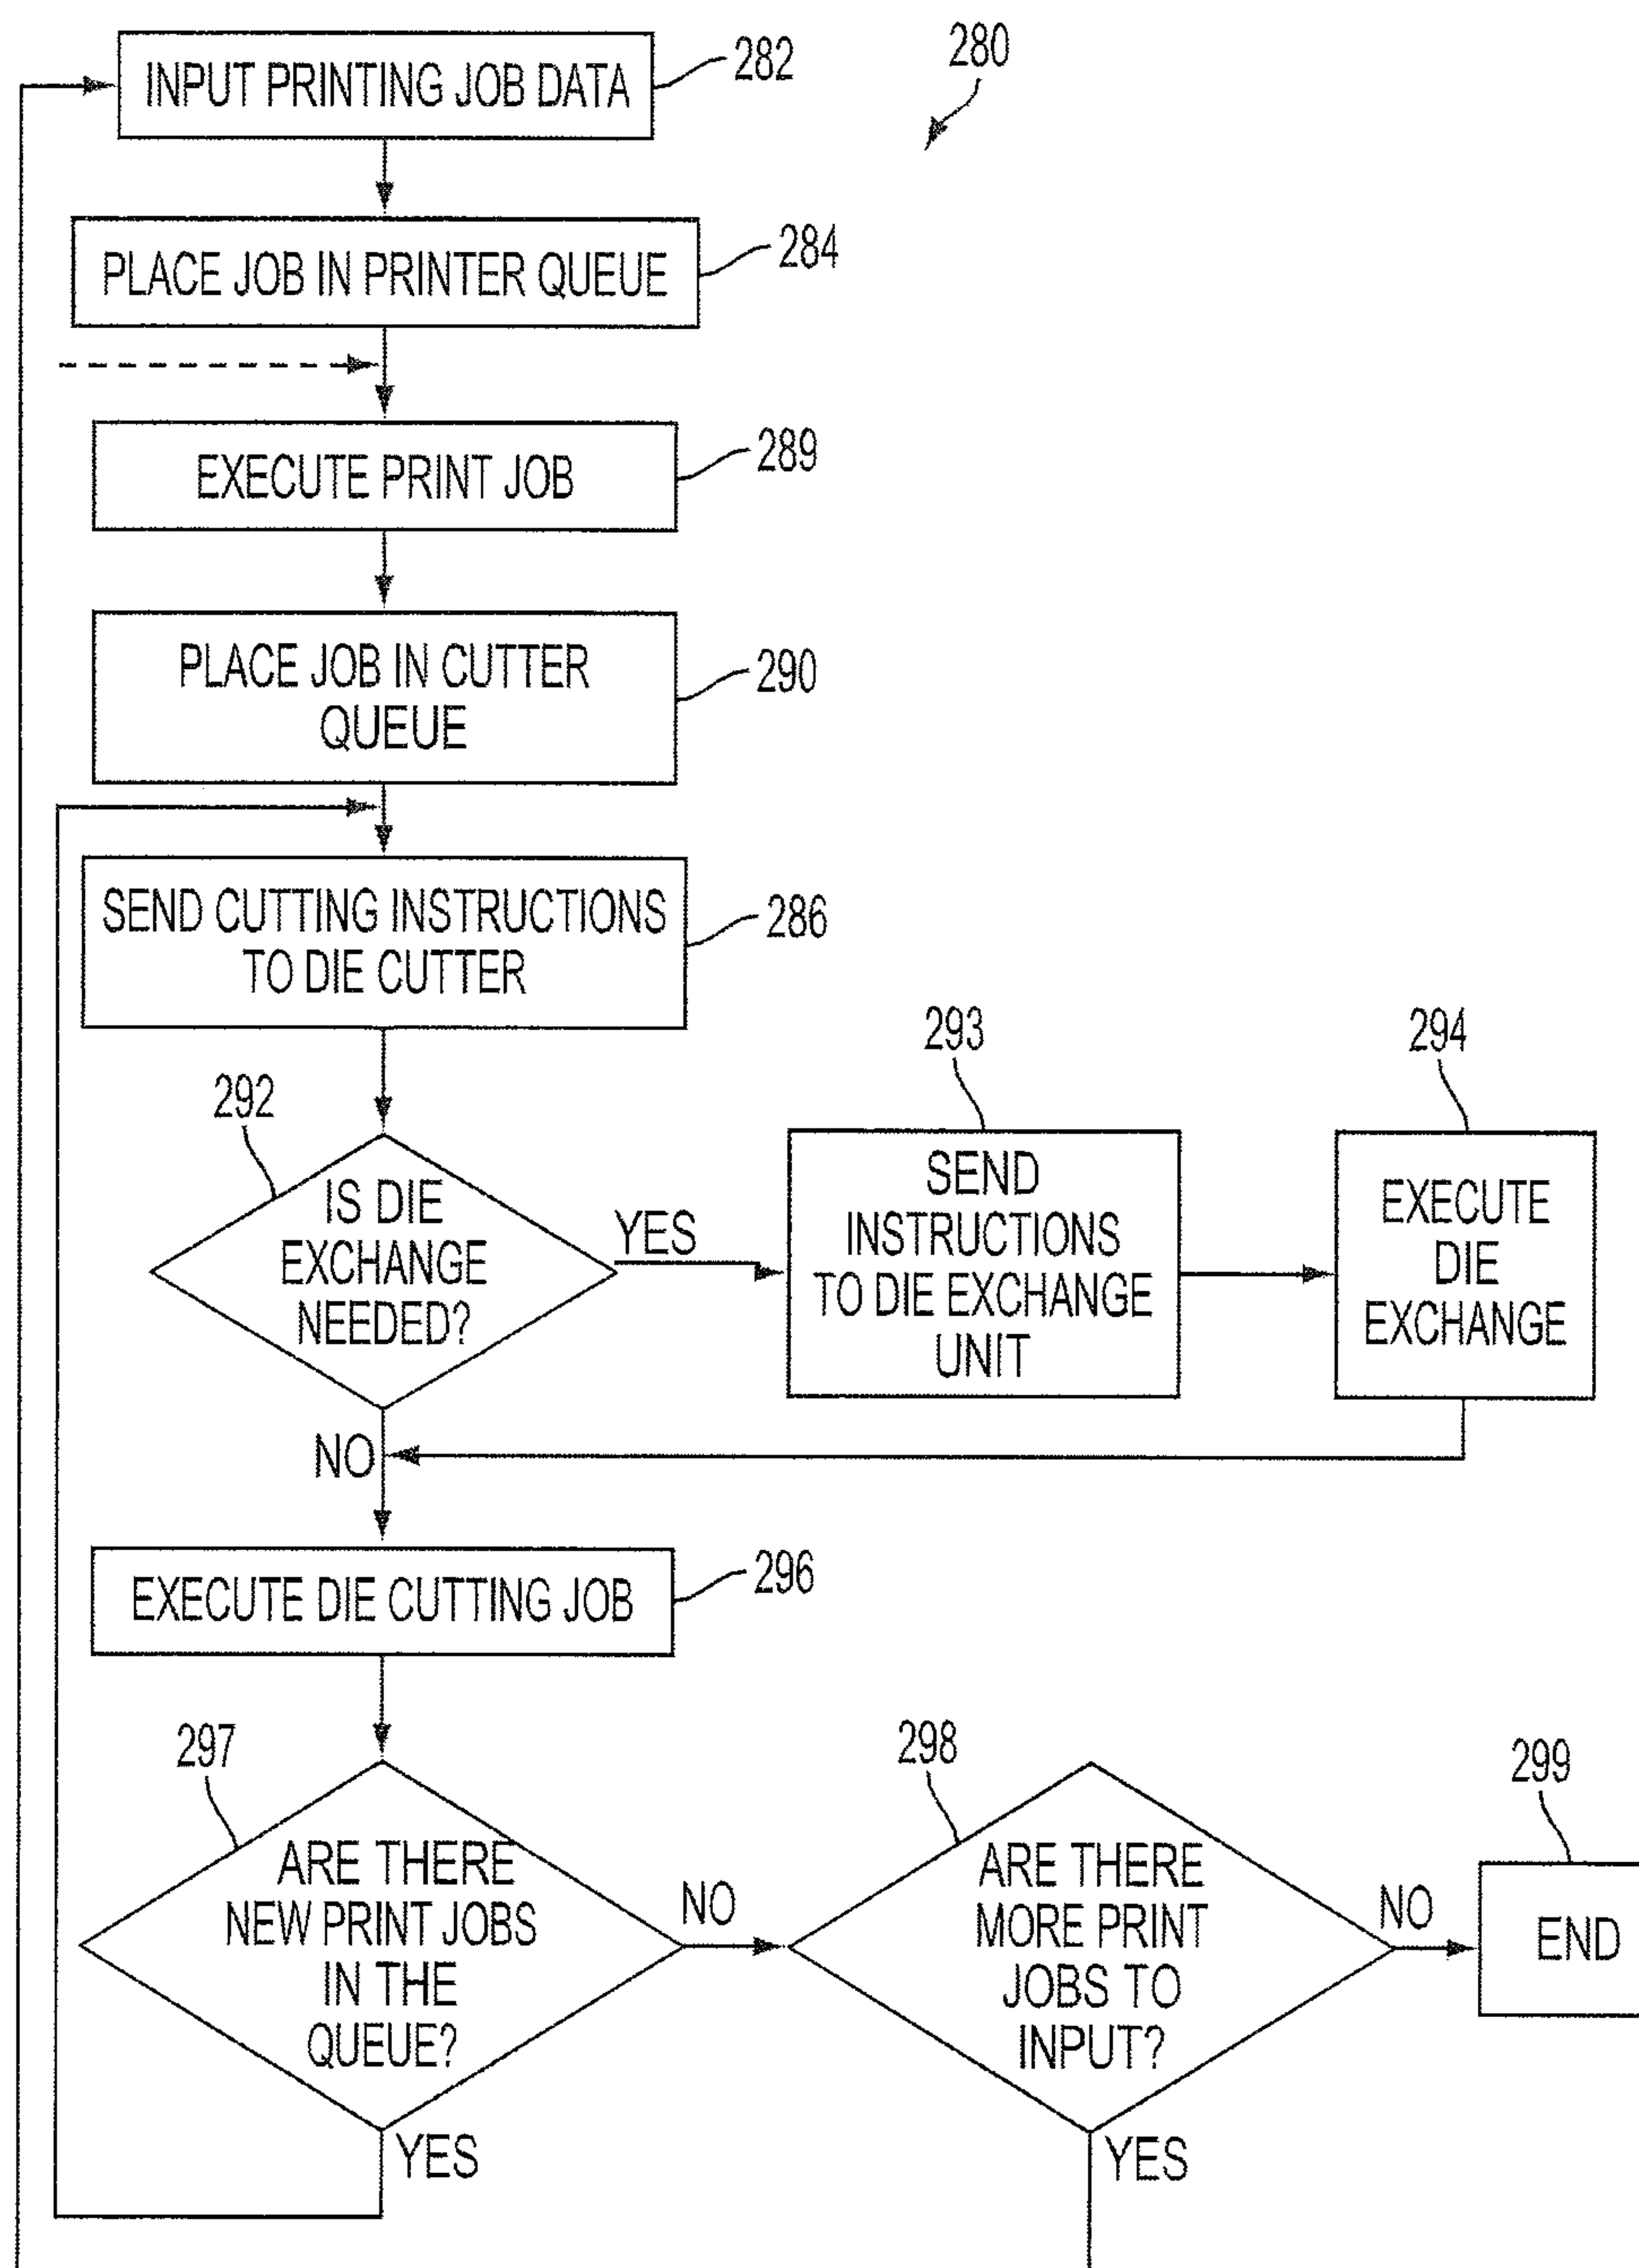 280
INPUT PRINTING JOB DATA
282
PLACE JOB IN PRINTER QUEUE
284
EXECUTE PRINT JOB
289
PLACE JOB IN CUTTER
QUEUE
290
SEND CUTTING INSTRUCTIONS
TO DIE CUTTER
286
292
IS DIE
EXCHANGE
NEEDED?
YES
NO
293
SEND
INSTRUCTIONS
TO DIE EXCHANGE
UNIT
294
EXECUTE
DIE
EXCHANGE
EXECUTE DIE CUTTING JOB
296
297
ARE THERE
NEW PRINT JOBS
IN THE
QUEUE?
NO
YES
298
ARE THERE
MORE PRINT
JOBS TO
INPUT?
NO
YES
299
END